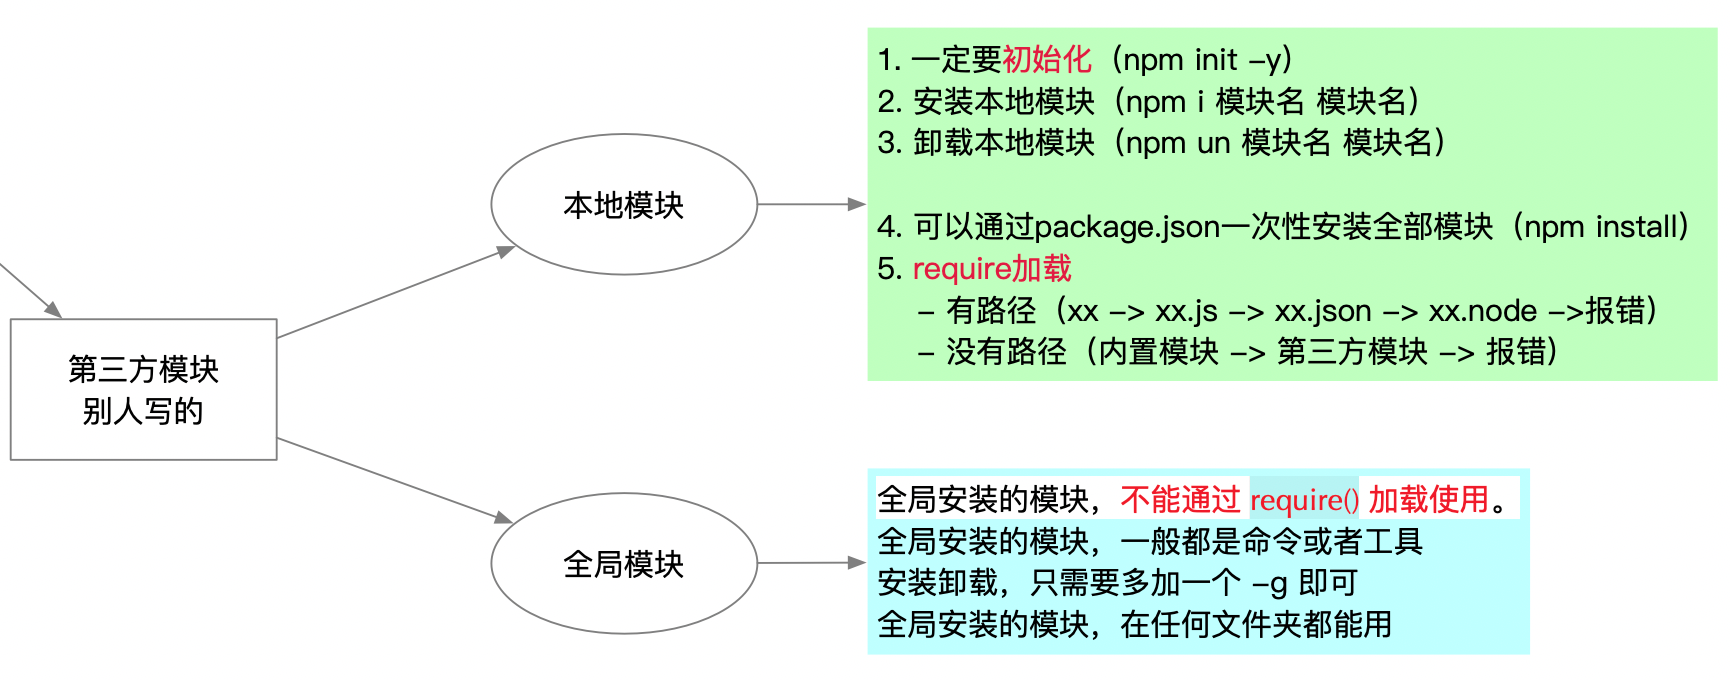 第三方模块
别人写的
本地模块
1. 一定要初始化（npm init -y）
2. 安装本地模块（npm i 模块名 模块名）
3. 卸载本地模块（npm un 模块名 模块名）
4. 可以通过package.json一次性安装全部模块（npm install）
5. require加载
- 有路径（xx -> xx.js -> xx.json -> xx.node ->报错）
- 没有路径（内置模块 -> 第三方模块 -> 报错）
全局模块
全局安装的模块，不能通过 require() 加载使用。
全局安装的模块，一般都是命令或者工具
安装卸载，只需要多加一个 -g 即可
全局安装的模块，在任何文件夹都能用